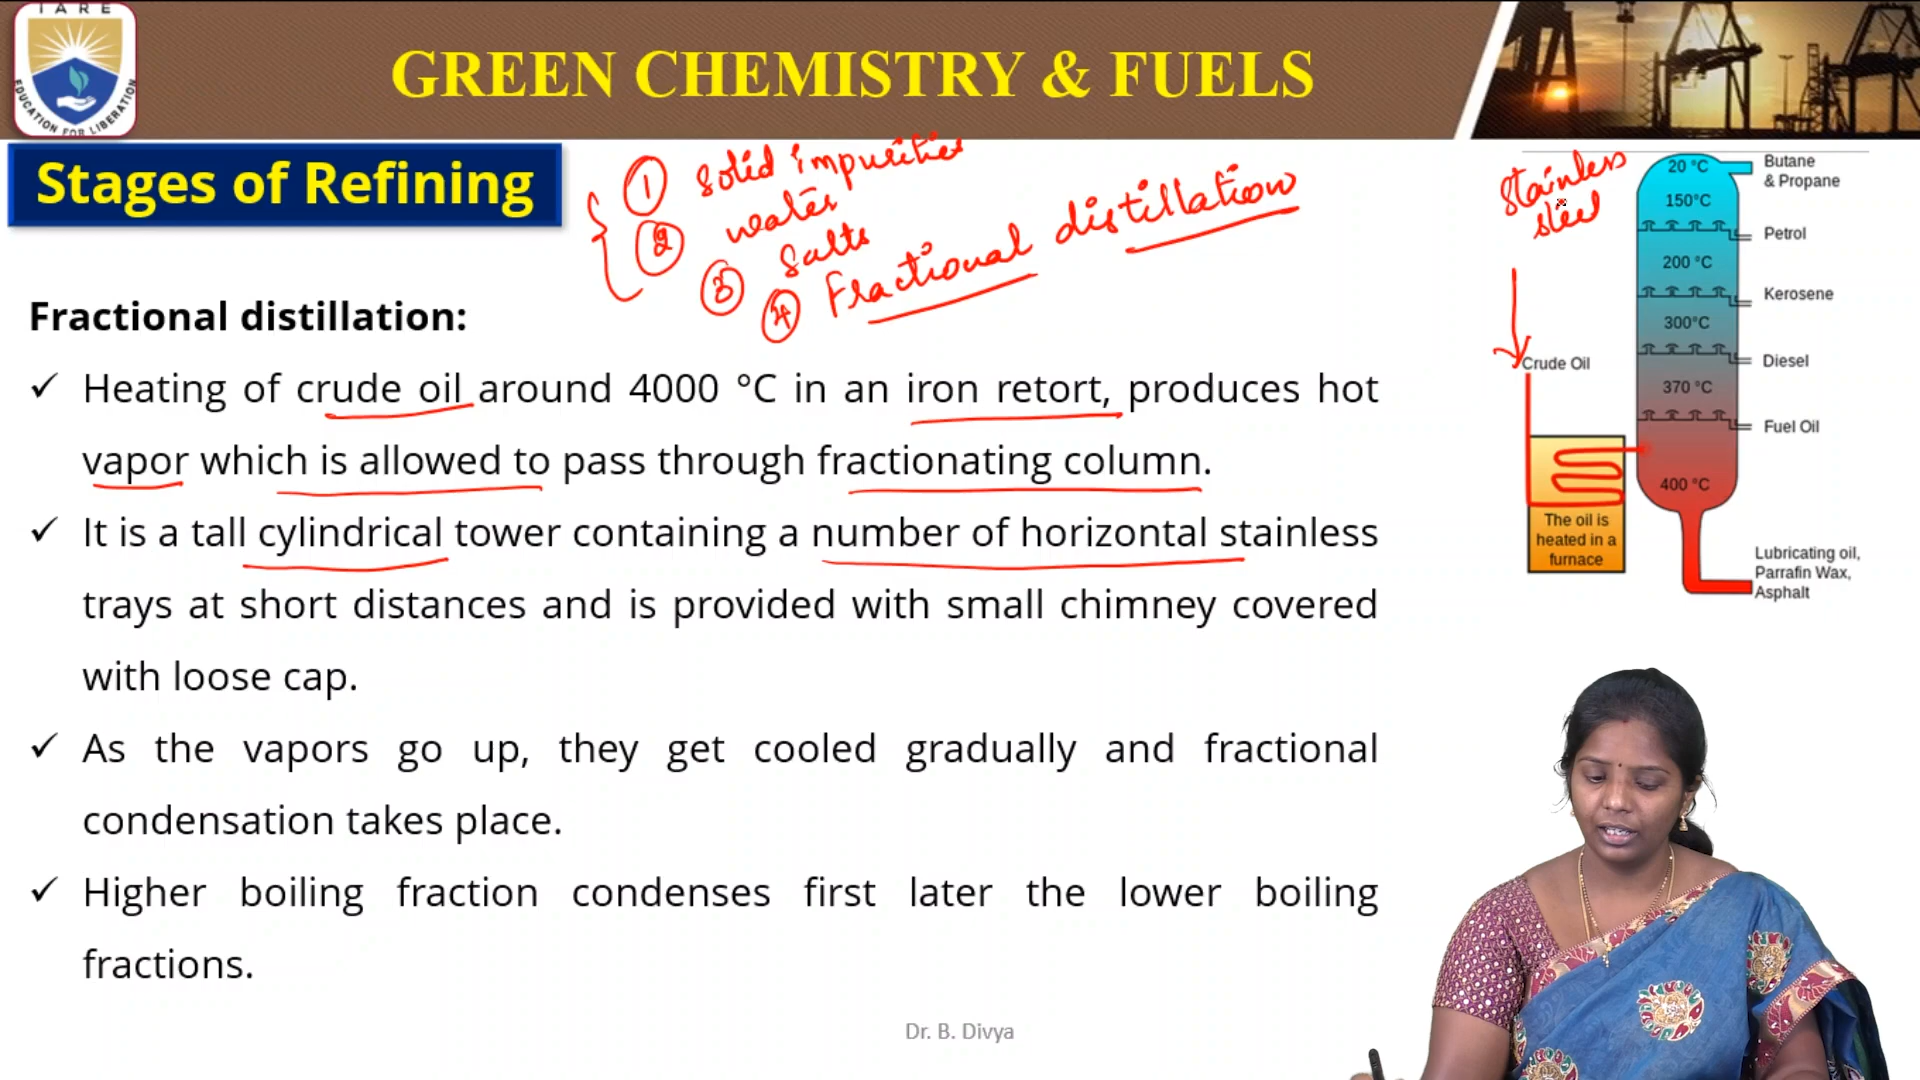 IARE
EDUCATION FOR LIBERATION
GREEN CHEMISTRY & FUELS
Stages of Refining
① Solid impurities
② water
③ Salts
④ Fractional distillation
Fractional distillation:
✓ Heating of crude oil around 4000 °C in an iron retort, produces hot
vapor which is allowed to pass through fractionating column.
✓ It is a tall cylindrical tower containing a number of horizontal stainless
trays at short distances and is provided with small chimney covered
with loose cap.
✓ As the vapors go up, they get cooled gradually and fractional
condensation takes place.
✓ Higher boiling fraction condenses first later the lower boiling
fractions.
Stainless
steel
Crude Oil
The oil is
heated in a
furnace
20 °C
150°C
200 °C
300°C
370 °C
400 °C
Butane
& Propane
Petrol
Kerosene
Diesel
Fuel Oil
Lubricating oil,
Parrafin Wax,
Asphalt
Dr. B. Divya